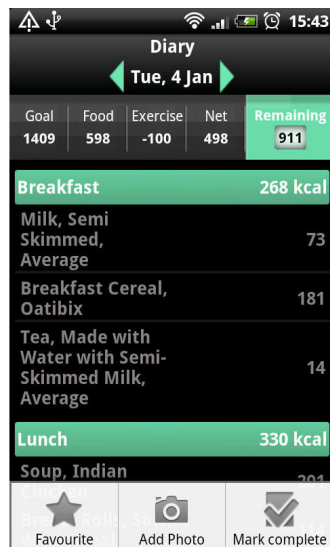 15:43
Diary
Tue, 4 Jan
Goal Food Exercise Net Remaining
1409 598 -100 498 911
Breakfast 268 kcal
Milk, Semi
Skimmed,
Average 73
Breakfast Cereal,
Oatibix 181
Tea, Made with
Water with Semi-
Skimmed Milk,
Average 14
Lunch 330 kcal
Soup, Indian
Chicken
Favourite Add Photo Mark complete